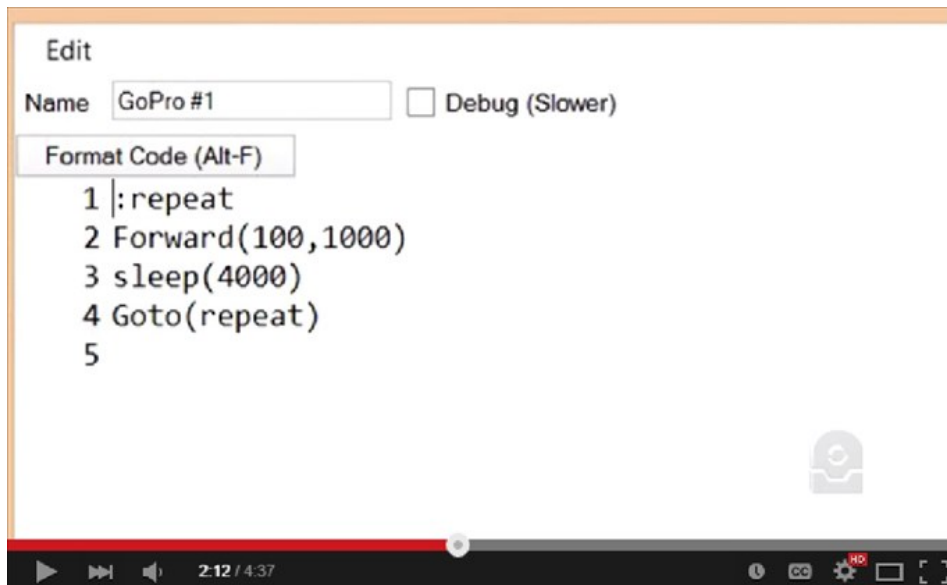 Edit
Name GoPro #1 Debug (Slower)
Format Code (Alt-F)
1 :repeat
2 Forward(100,1000)
3 sleep(4000)
4 Goto(repeat)
5
2:12 / 4:37 CC HD